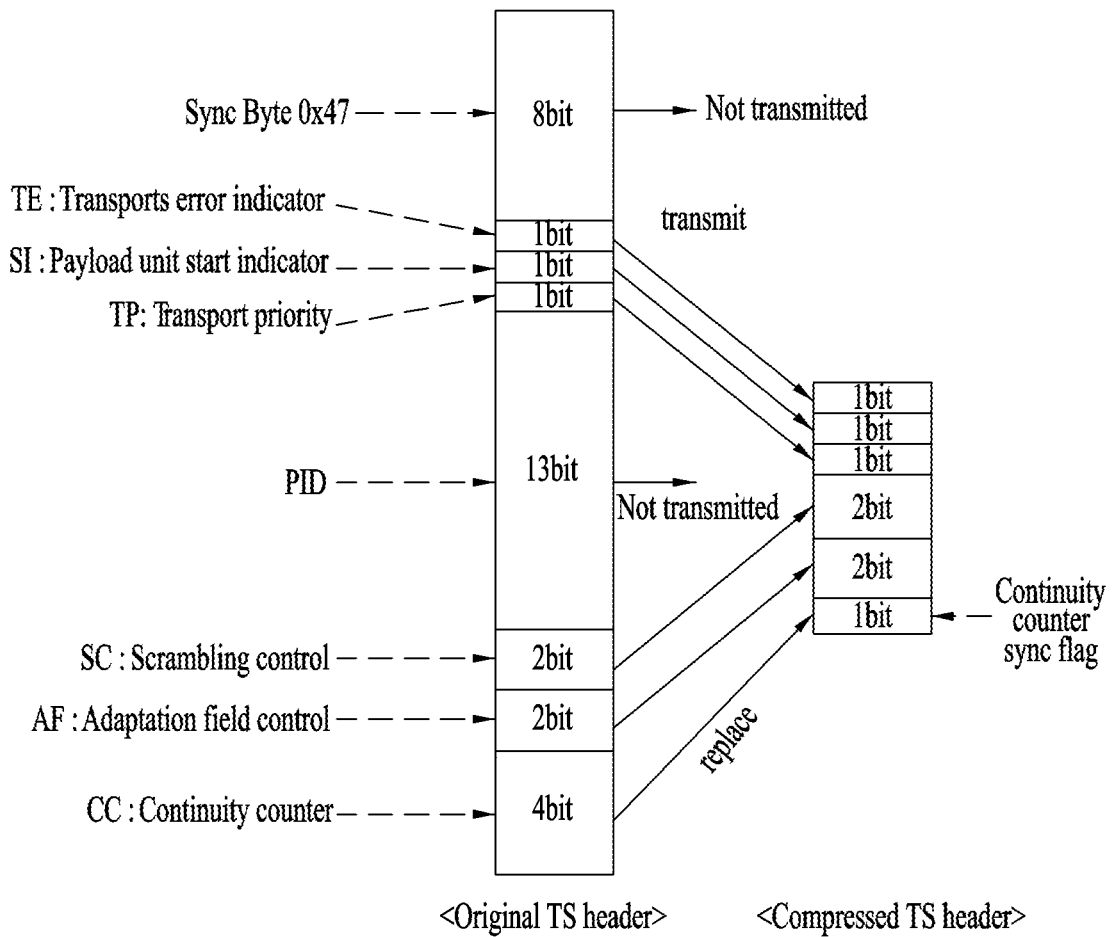 Sync Byte 0x47
8bit
Not transmitted
TE : Transports error indicator
1bit
transmit
SI : Payload unit start indicator
1bit
TP: Transport priority
1bit
PID
13bit
Not transmitted
1bit
1bit
1bit
2bit
2bit
1bit
Continuity
counter
sync flag
SC : Scrambling control
2bit
AF : Adaptation field control
2bit
replace
CC : Continuity counter
4bit
<Original TS header>
<Compressed TS header>